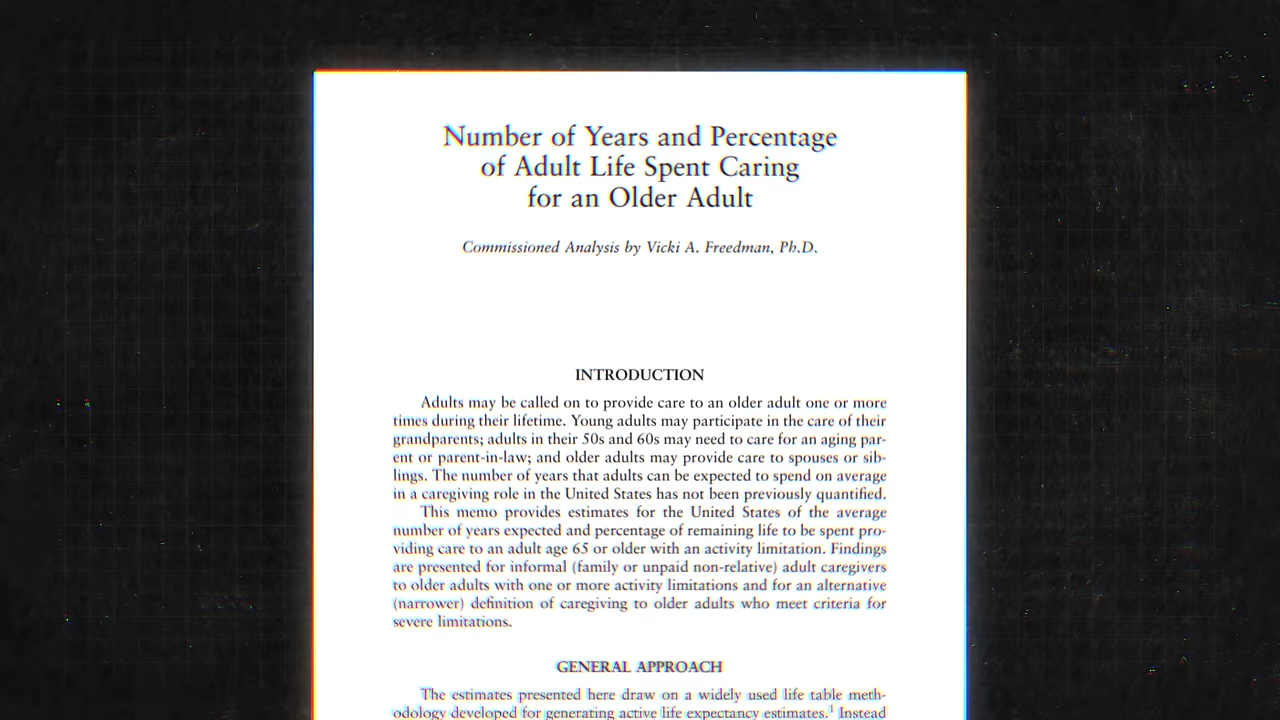 Number of Years and Percentage
of Adult Life Spent Caring
for an Older Adult
Commissioned Analysis by Vicki A. Freedman, Ph.D.
INTRODUCTION
Adults may be called on to provide care to an older adult one or more
times during their lifetime. Young adults may participate in the care of their
grandparents; adults in their 50s and 60s may need to care for an aging par-
ent or parent-in-law; and older adults may provide care to spouses or sib-
lings. The number of years that adults can be expected to spend on average
in a caregiving role in the United States has not been previously quantified.
This memo provides estimates for the United States of the average
number of years expected and percentage of remaining life to be spent pro-
viding care to an adult age 65 or older with an activity limitation. Findings
are presented for informal (family or unpaid non-relative) adult caregivers
to older adults with one or more activity limitations and for an alternative
(narrower) definition of caregiving to older adults who meet criteria for
severe limitations.
GENERAL APPROACH
The estimates presented here draw on a widely used life table meth-
odology developed for generating active life expectancy estimates.¹ Instead